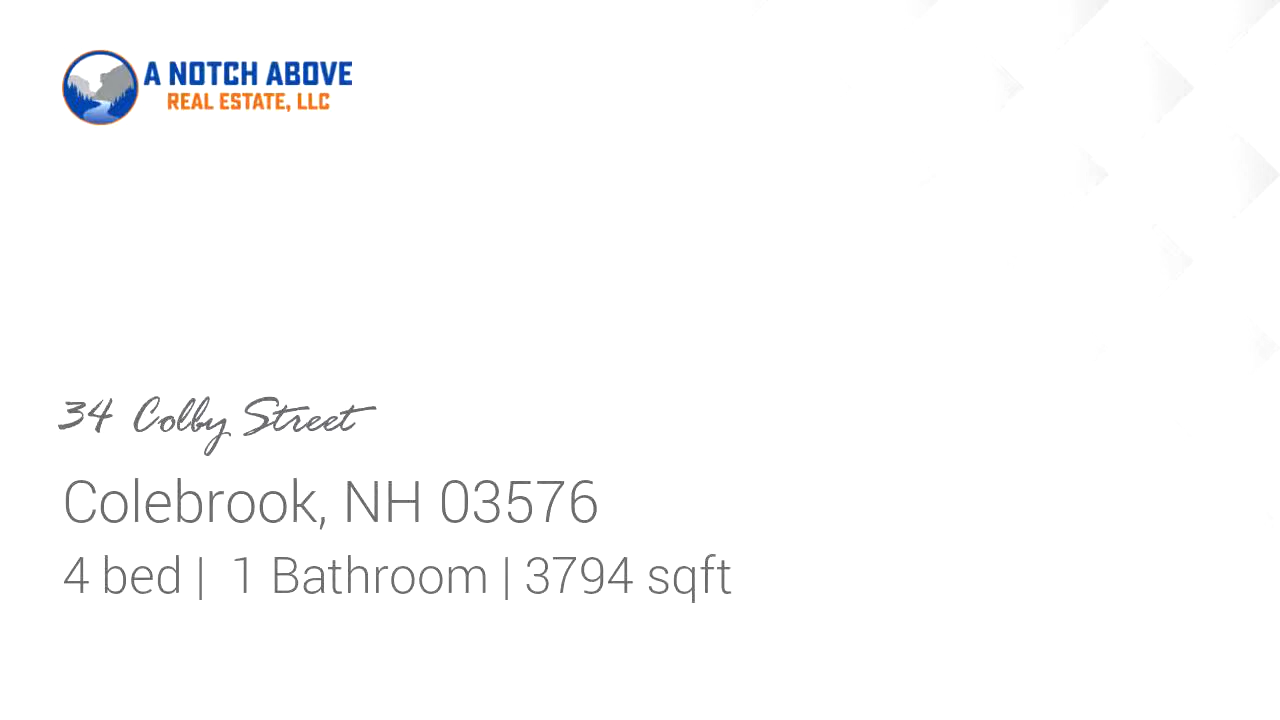 A NOTCH ABOVE
REAL ESTATE, LLC
34 Colby Street
Colebrook, NH 03576
4 bed | 1 Bathroom | 3794 sqft